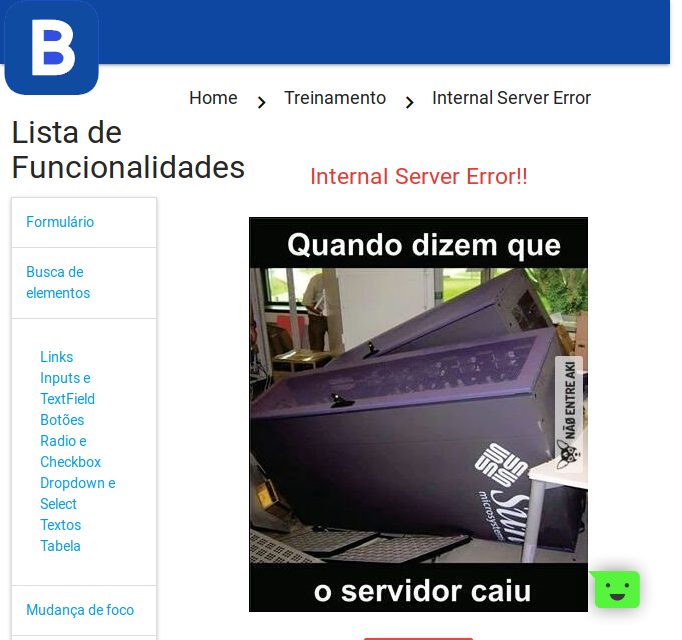 B
Home
Treinamento
Internal Server Error
Lista de
Funcionalidades
Formulário
Busca de
elementos
Links
Inputs e
TextField
Botões
Radio e
Checkbox
Dropdown e
Select
Textos
Tabela
Mudança de foco
Internal Server Error!!
Quando dizem que
NÃO ENTRE AKI
Sun
microsystems
o servidor caiu